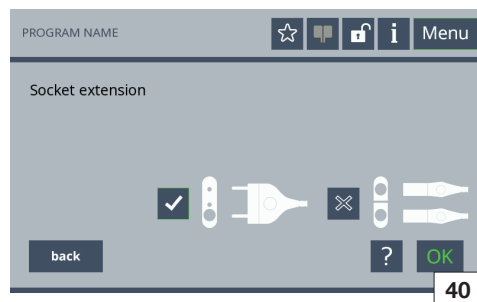 PROGRAM NAME
i
Menu
Socket extension
back
?
OK
40